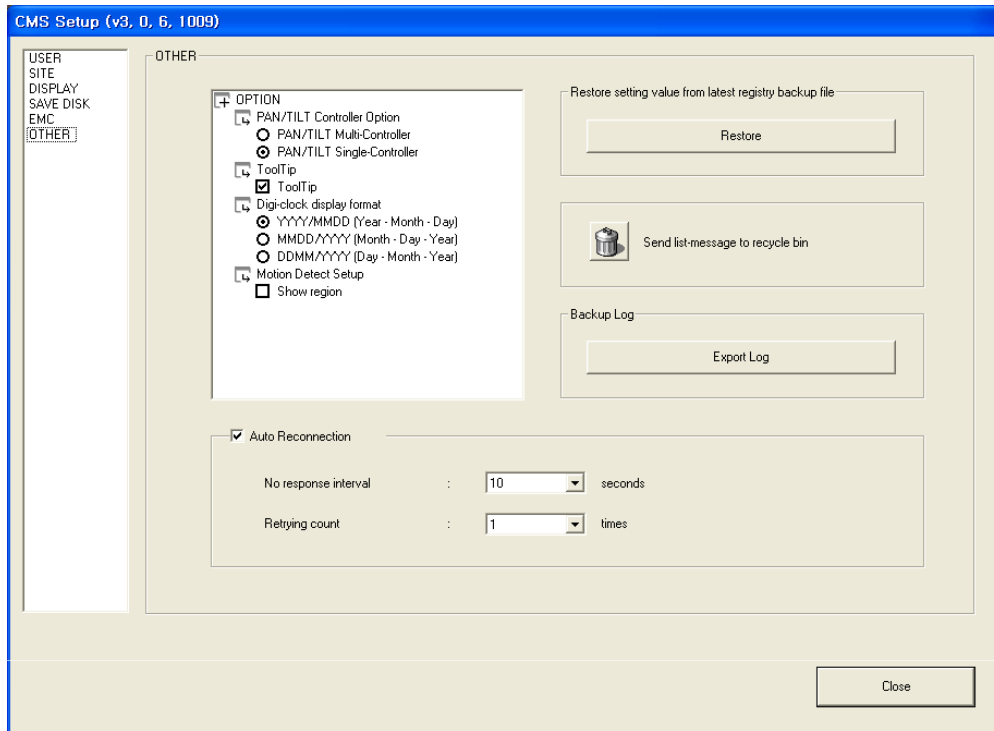 CMS Setup (v3, 0, 6, 1009)
USER
SITE
DISPLAY
SAVE DISK
EMC
OTHER
OTHER
OPTION
PAN/TILT Controller Option
PAN/TILT Multi-Controller
PAN/TILT Single-Controller
ToolTip
ToolTip
Digi-clock display format
YYYY/MMDD (Year - Month - Day)
MMDD/YYYY (Month - Day - Year)
DDMM/YYYY (Day - Month - Year)
Motion Detect Setup
Show region
Restore setting value from latest registry backup file
Restore
Send list-message to recycle bin
Backup Log
Export Log
Auto Reconnection
No response interval : 10 seconds
Retrying count : 1 times
Close